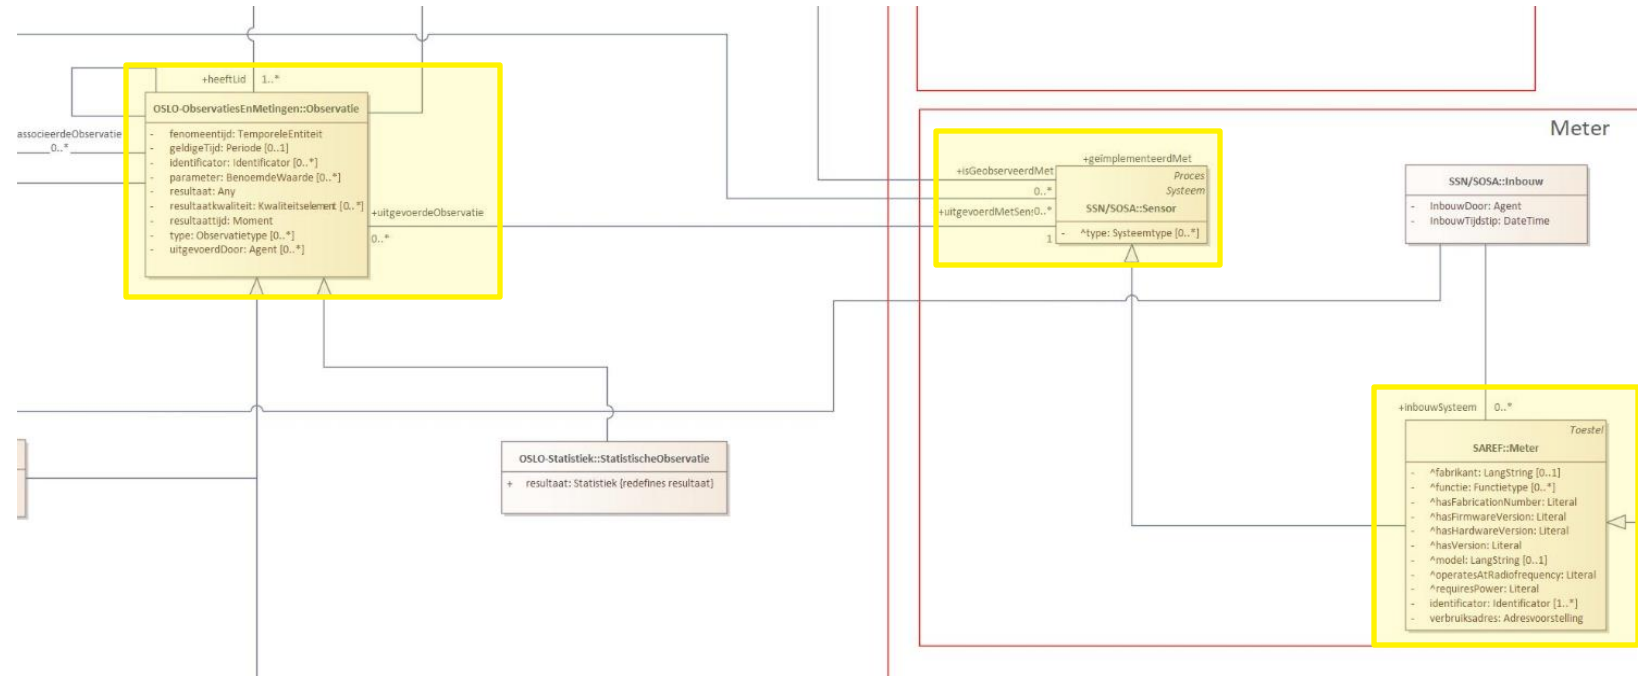 +heeftLid 1..*
OSLO-ObservatiesEnMetingen::Observatie
- fenomeentijd: TemporeleEntiteit
- geldigeTijd: Periode [0..1]
- identificator: Identificator [0..*]
- parameter: BenoemdeWaarde [0..*]
- resultaat: Any
- resultaatkwaliteit: Kwaliteitselement [0..*]
- resultaattijd: Moment
- type: Observatietype [0..*]
- uitgevoerdDoor: Agent [0..*]
associeerdeObservatie
0..*
+uitgevoerdeObservatie
0..*
OSLO-Statistiek::StatistischeObservatie
+ resultaat: Statistiek {redefines resultaat}
Meter
+geïmplementeerdMet
+isGeobserveerdMet
0..*
+uitgevoerdMetSen 0..*
1
Proces
Systeem
SSN/SOSA::Sensor
- ^type: Systeemtype [0..*]
SSN/SOSA::Inbouw
- InbouwDoor: Agent
- InbouwTijdstip: DateTime
+inbouwSysteem 0..*
Toestel
SAREF::Meter
- ^fabrikant: LangString [0..1]
- ^functie: Functietype [0..*]
- ^hasFabricationNumber: Literal
- ^hasFirmwareVersion: Literal
- ^hasHardwareVersion: Literal
- ^hasVersion: Literal
- ^model: LangString [0..1]
- ^operatesAtRadiofrequency: Literal
- ^requiresPower: Literal
- identificator: Identificator [1..*]
- verbruiksadres: Adresvoorstelling